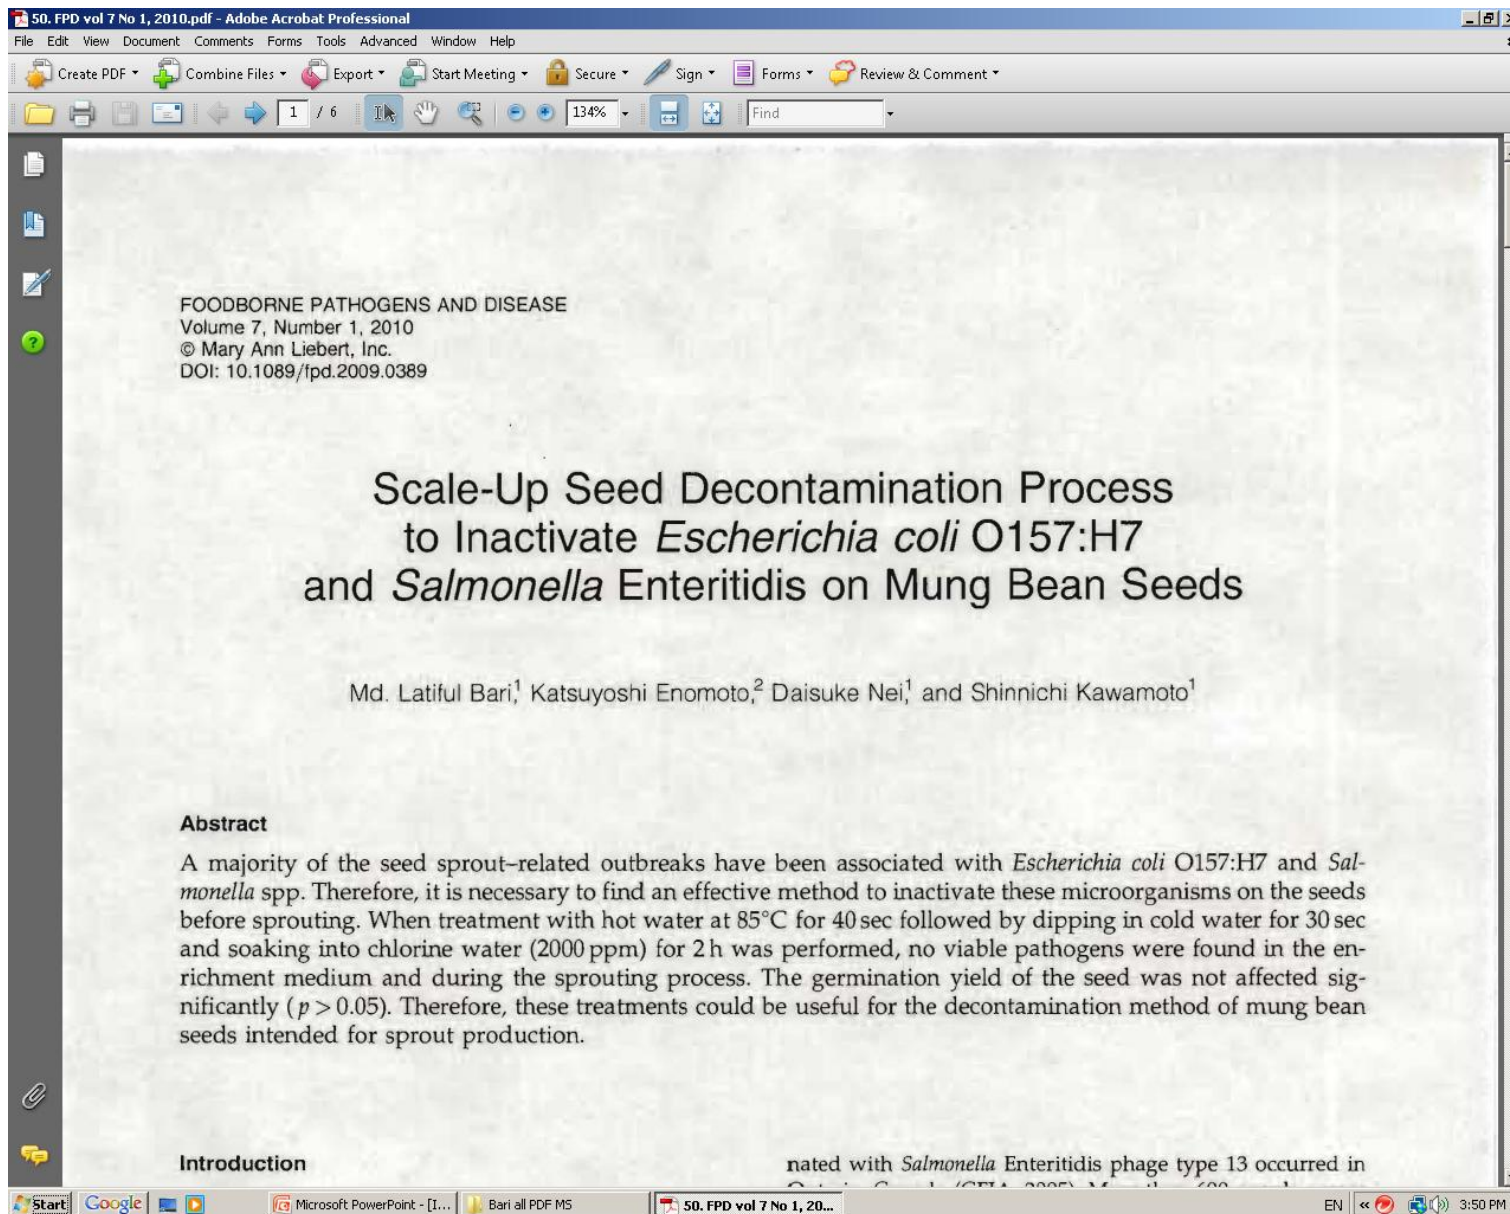 50. FPD vol 7 No 1, 2010.pdf - Adobe Acrobat Professional
File Edit View Document Comments Forms Tools Advanced Window Help
Create PDF Combine Files Export Start Meeting Secure Sign Forms Review & Comment
1 / 6 134% Find
FOODBORNE PATHOGENS AND DISEASE
Volume 7, Number 1, 2010
© Mary Ann Liebert, Inc.
DOI: 10.1089/fpd.2009.0389
Scale-Up Seed Decontamination Process
to Inactivate Escherichia coli O157:H7
and Salmonella Enteritidis on Mung Bean Seeds
Md. Latiful Bari,1 Katsuyoshi Enomoto,2 Daisuke Nei,1 and Shinnichi Kawamoto1
Abstract
A majority of the seed sprout–related outbreaks have been associated with Escherichia coli O157:H7 and Sal-
monella spp. Therefore, it is necessary to find an effective method to inactivate these microorganisms on the seeds
before sprouting. When treatment with hot water at 85°C for 40 sec followed by dipping in cold water for 30 sec
and soaking into chlorine water (2000 ppm) for 2 h was performed, no viable pathogens were found in the en-
richment medium and during the sprouting process. The germination yield of the seed was not affected sig-
nificantly (p > 0.05). Therefore, these treatments could be useful for the decontamination method of mung bean
seeds intended for sprout production.
Introduction
nated with Salmonella Enteritidis phage type 13 occurred in
Start Google Microsoft PowerPoint - [I... Bari all PDF MS 50. FPD vol 7 No 1, 20... EN « 3:50 PM